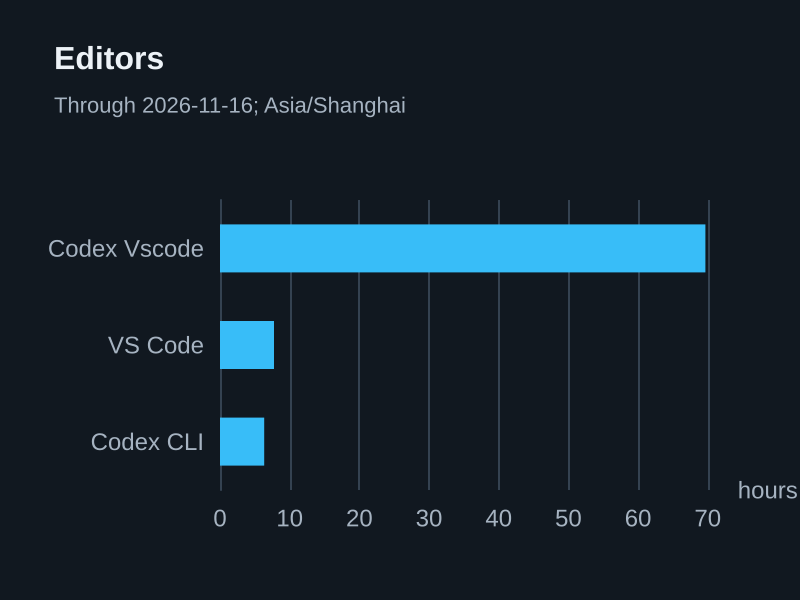 Editors
Through 2026-11-16; Asia/Shanghai
Codex Vscode
VS Code
Codex CLI
hours
0 10 20 30 40 50 60 70